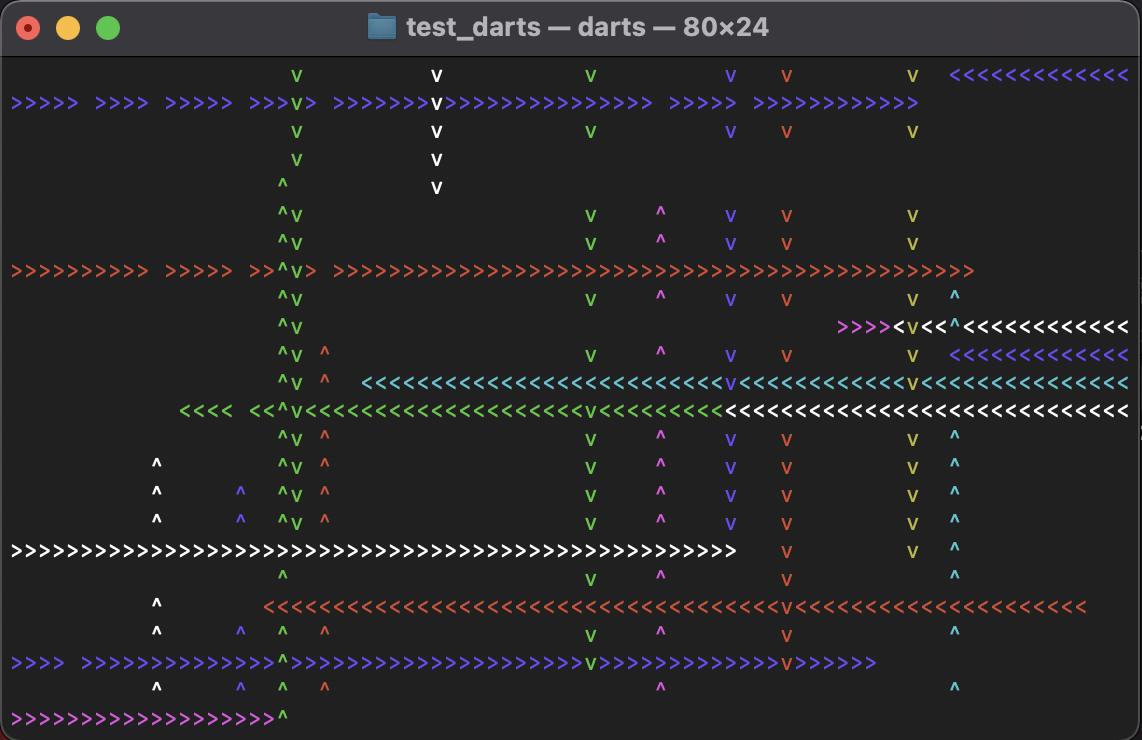 v         v          v         v   v        v  <<<<<<<<<<<<<
>>>>> >>>> >>>>> >>>v> >>>>>>>v>>>>>>>>>>>>>>> >>>>> >>>>>>>>>>>>
                    v         v          v         v   v        v
                    v         v
                   ^          v
                   ^v                    v    ^    v   v        v
                   ^v                    v    ^    v   v        v
>>>>>>>>>> >>>>> >>^v> >>>>>>>>>>>>>>>>>>>>>>>>>>>>>>>>>>>>>>>>>>>>>>
                   ^v                    v    ^    v   v        v  ^
                   ^v                                      >>>><v<<^<<<<<<<<<<<<
                   ^v ^                  v    ^    v   v        v  <<<<<<<<<<<<<
                   ^v ^  <<<<<<<<<<<<<<<<<<<<<<<<<<v<<<<<<<<<<<<v<<<<<<<<<<<<<<<
            <<<< <<^v<<<<<<<<<<<<<<<<<<<<v<<<<<<<<<<<<<<<<<<<<<<<<<<<<<<<<<<<<<<
                   ^v ^                  v    ^    v   v        v  ^
          ^        ^v ^                  v    ^    v   v        v  ^
          ^     ^  ^v ^                  v    ^    v   v        v  ^
          ^     ^  ^v ^                  v    ^    v   v        v  ^
>>>>>>>>>>>>>>>>>>>>>>>>>>>>>>>>>>>>>>>>>>>>>>>>>>>>   v        v  ^
                   ^                     v    ^        v           ^
          ^       <<<<<<<<<<<<<<<<<<<<<<<<<<<<<<<<<<<<<v<<<<<<<<<<<<<<<<<<<<<
          ^     ^  ^  ^                  v    ^        v           ^
>>>> >>>>>>>>>>>>>>^>>>>>>>>>>>>>>>>>>>>>v>>>>>>>>>>>>>v>>>>>>
          ^     ^  ^  ^                       ^                    ^
>>>>>>>>>>>>>>>>>>>^
test_darts — darts — 80×24